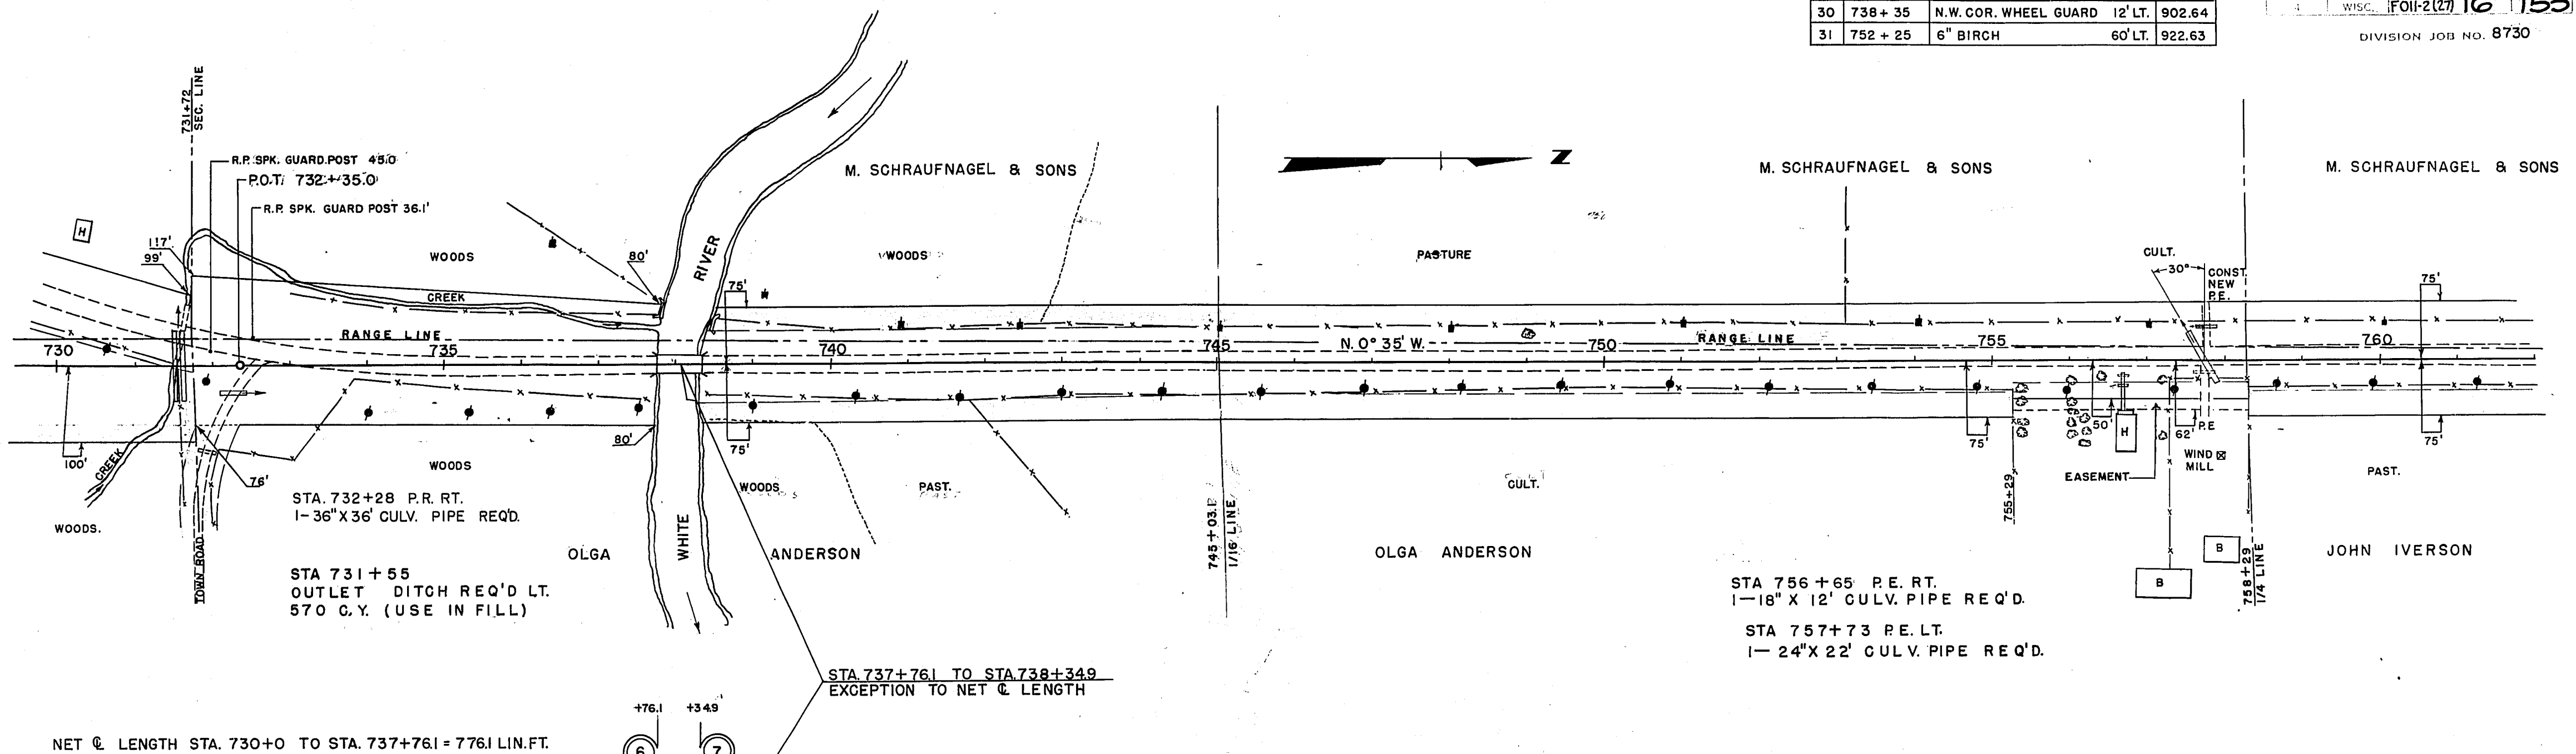 30 738+35 N.W. COR. WHEEL GUARD 12' LT. 902.64
31 752+25 6" BIRCH 60' LT. 922.63
4 WISC. F011-2(27) 16 155
DIVISION JOB NO. 8730
731+72
SEC. LINE
R.P. SPK. GUARD POST 45.0
P.O.T. 732+35.0
R.P. SPK. GUARD POST 36.1'
H
117'
99'
WOODS
80'
RIVER
M. SCHRAUFNAGEL & SONS
WOODS
Z
PASTURE
M. SCHRAUFNAGEL & SONS
M. SCHRAUFNAGEL & SONS
CULT.
30°
CONST.
NEW
P.E.
75'
75'
CREEK
RANGE LINE
N. 0° 35' W.
RANGE LINE
730
735
740
745
750
755
760
100'
CREEK
76'
80'
75'
75'
50'
H
62'
P.E.
75'
WOODS
WOODS
PAST.
CULT.
EASEMENT
WIND
MILL
PAST.
WOODS.
TOWN ROAD
STA. 732+28 P.R. RT.
1-36"X36' CULV. PIPE REQ'D.
OLGA ANDERSON
WHITE
745+03.
1/16 LINE
OLGA ANDERSON
755+29
B
B
758+29
1/4 LINE
JOHN IVERSON
STA 731+55
OUTLET DITCH REQ'D LT.
570 C.Y. (USE IN FILL)
STA 756+65 P.E. RT.
1-18" X 12' CULV. PIPE REQ'D.
STA 757+73 P.E. LT.
1-24"X 22' CULV. PIPE REQ'D.
STA. 737+76.1 TO STA. 738+34.9
EXCEPTION TO NET ℄ LENGTH
+76.1 +34.9'
6 7
NET ℄ LENGTH STA. 730+0 TO STA. 737+76.1 = 776.1 LIN. FT.